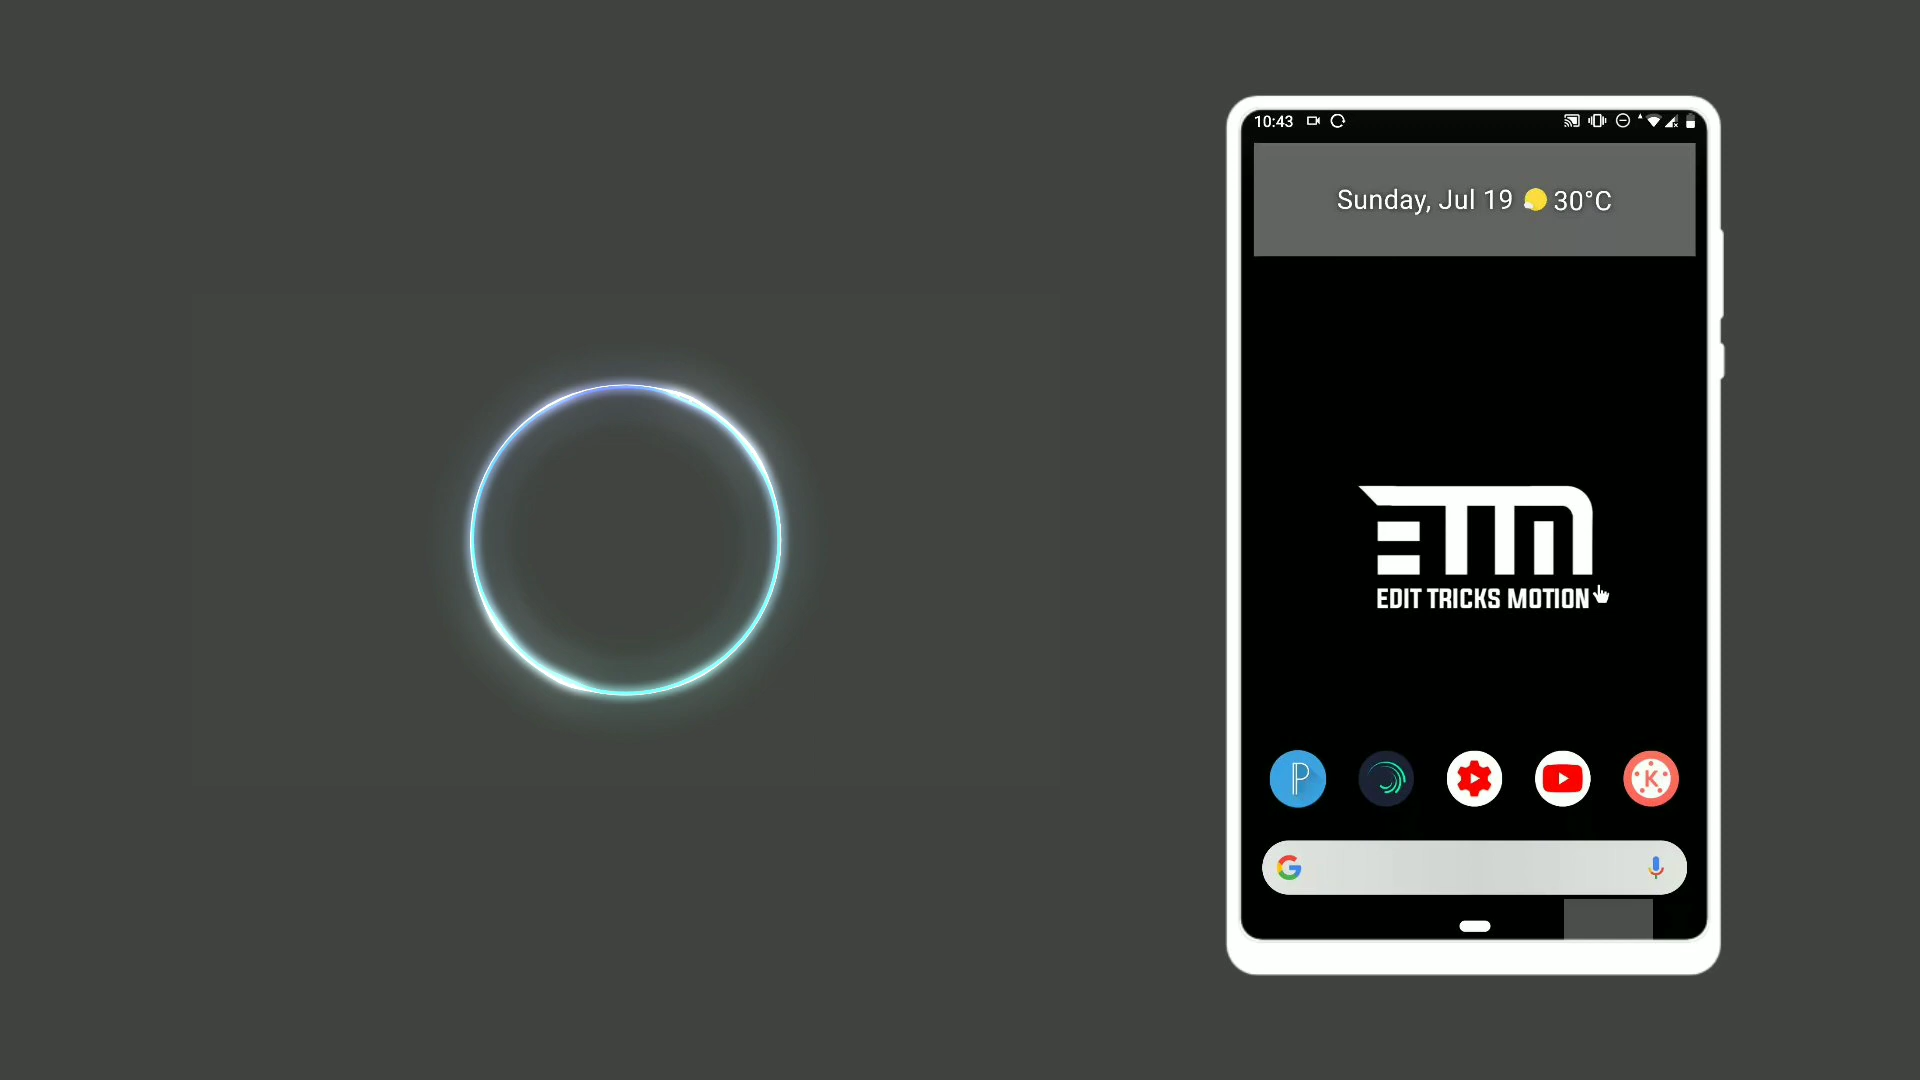 10:43
Sunday, Jul 19 30°C
ETM
EDIT TRICKS MOTION
P
K
G